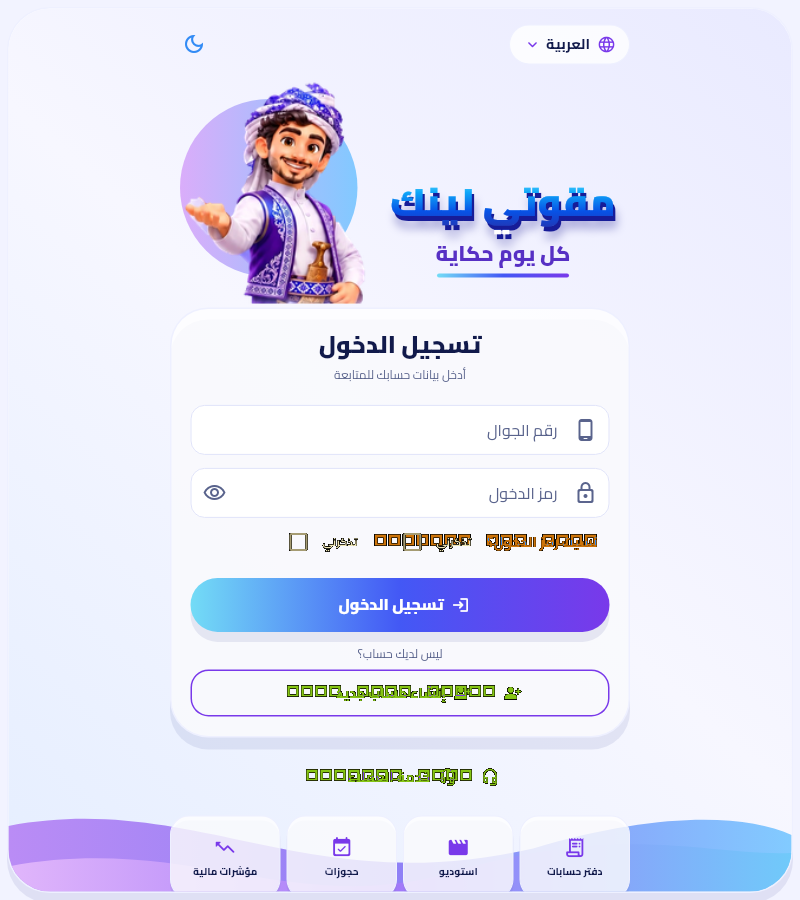 العربية
مقوتي لينك
كل يوم حكاية
تسجيل الدخول
أدخل بيانات حسابك للمتابعة
رقم الجوال
رمز الدخول
تذكرني
تسجيل الدخول
ليس لديك حساب؟
دفتر حسابات
استوديو
حجوزات
مؤشرات مالية